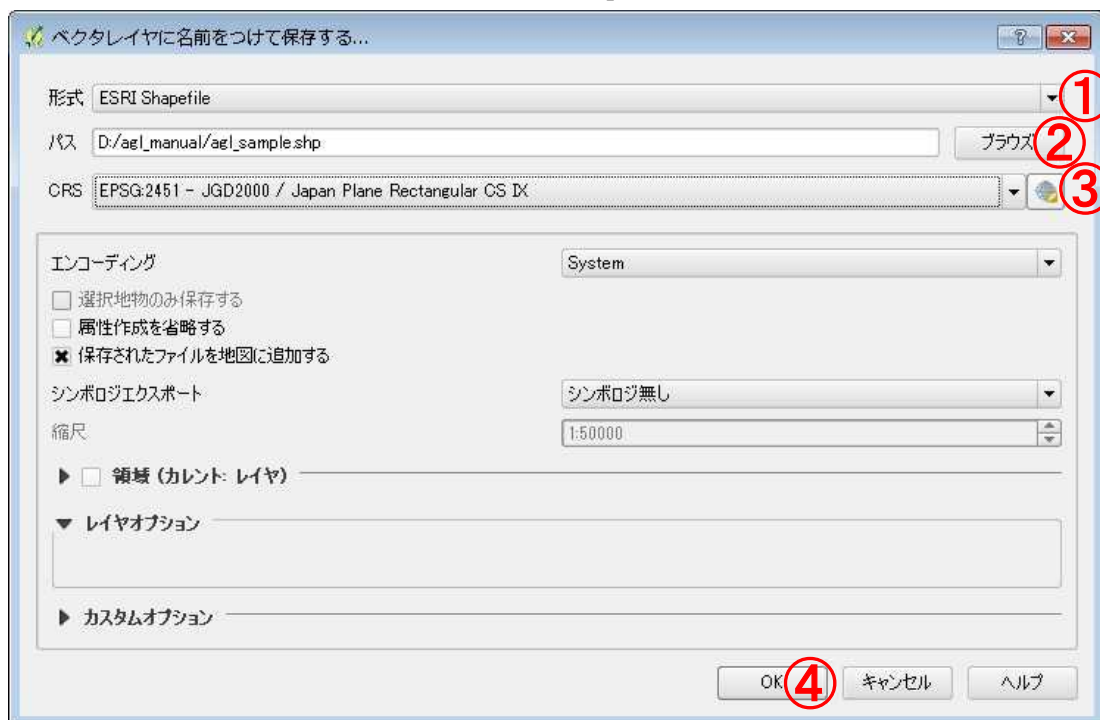 ベクタレイヤに名前をつけて保存する...
形式 ESRI Shapefile ①
パス D:/agl_manual/agl_sample.shp ブラウズ ②
CRS EPSG:2451 - JGD2000 / Japan Plane Rectangular CS IX ③
エンコーディング System
選択地物のみ保存する
属性作成を省略する
保存されたファイルを地図に追加する
シンボロジエクスポート シンボロジ無し
縮尺 1:50000
領域 (カレント: レイヤ)
レイヤオプション
カスタムオプション
OK ④ キャンセル ヘルプ